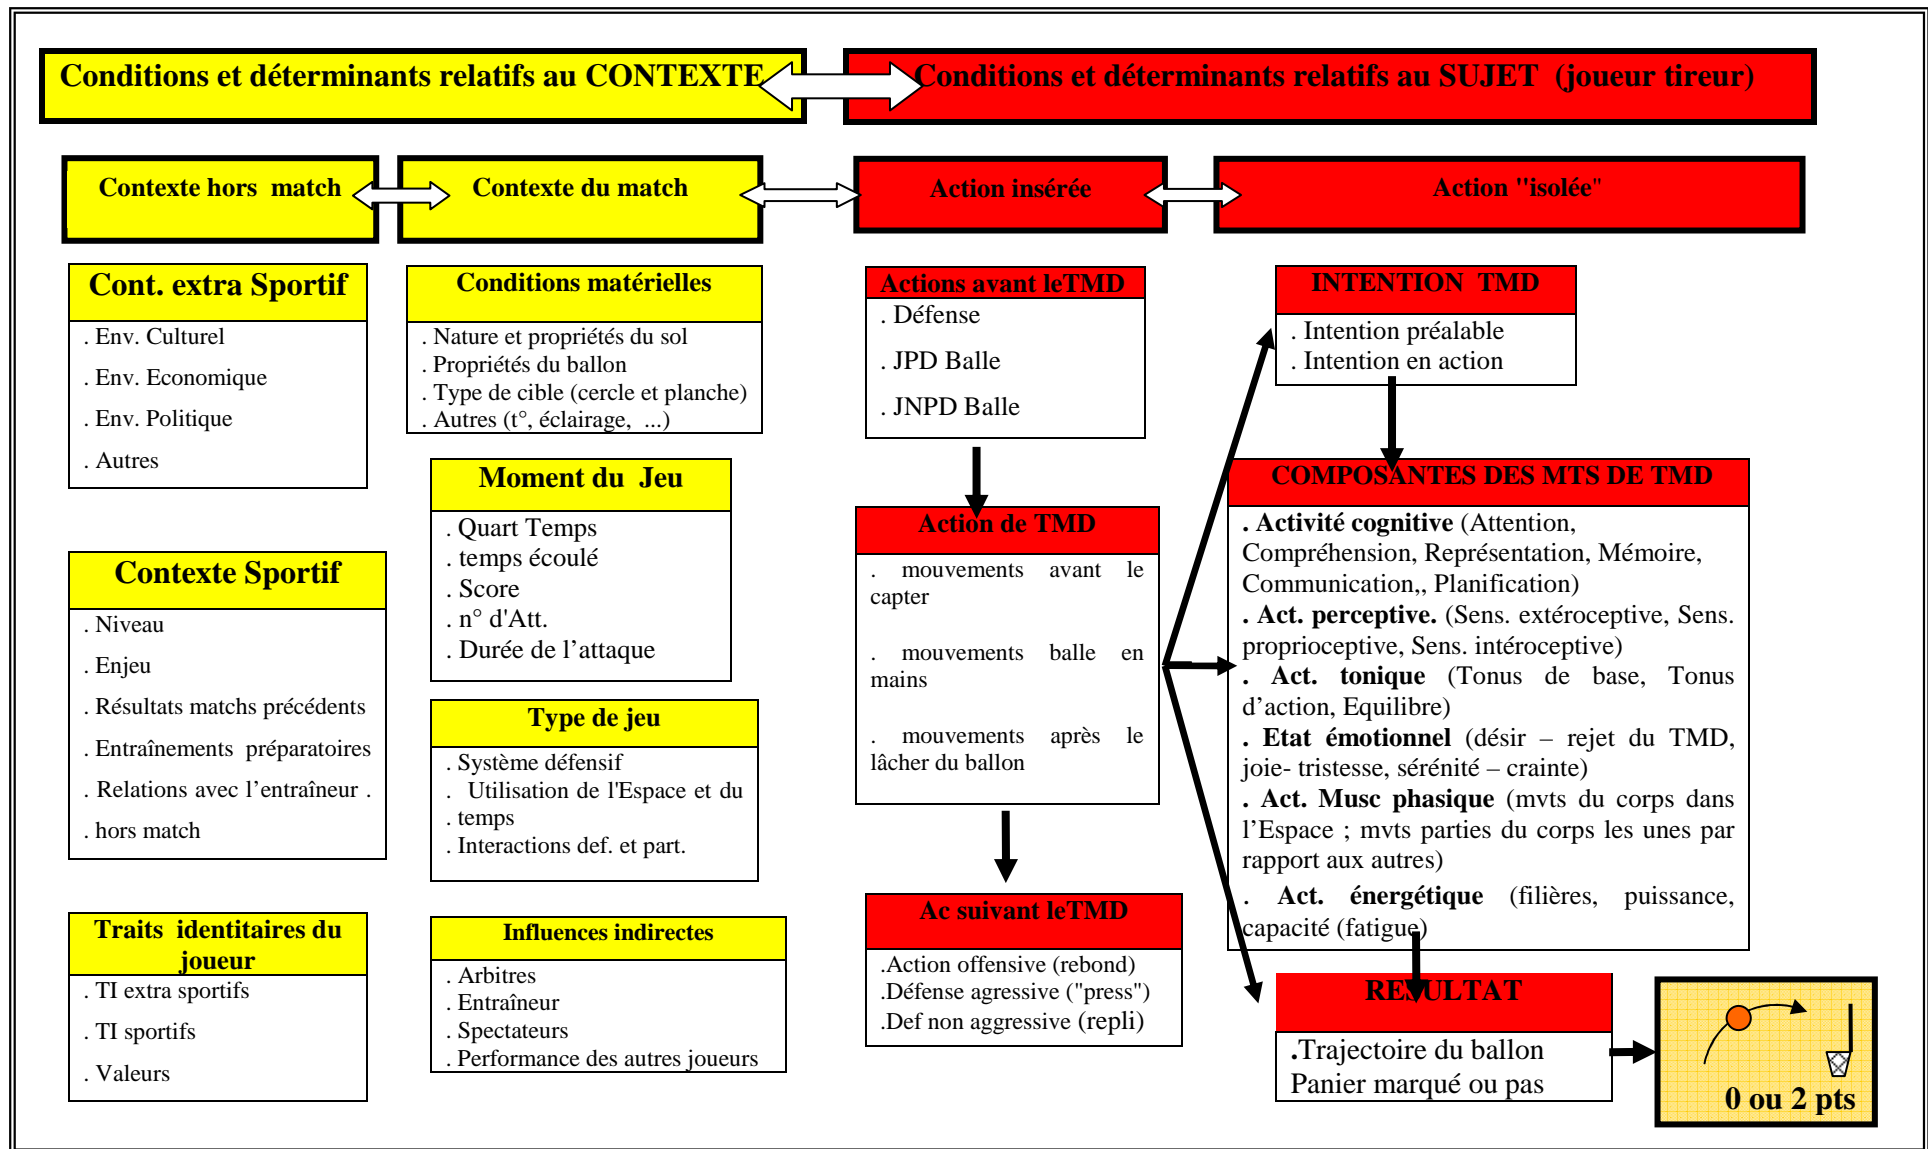 Conditions et déterminants relatifs au CONTEXTE
Conditions et déterminants relatifs au SUJET (joueur tireur)
Contexte hors match
Contexte du match
Action insérée
Action "isolée"
Cont. extra Sportif
. Env. Culturel
. Env. Economique
. Env. Politique
. Autres
Contexte Sportif
. Niveau
. Enjeu
. Résultats matchs précédents
. Entraînements préparatoires
. Relations avec l'entraîneur .
. hors match
Traits identitaires du
joueur
. TI extra sportifs
. TI sportifs
. Valeurs
Conditions matérielles
. Nature et propriétés du sol
. Propriétés du ballon
. Type de cible (cercle et planche)
. Autres (t°, éclairage, ...)
Moment du Jeu
. Quart Temps
. temps écoulé
. Score
. n° d'Att.
. Durée de l'attaque
Type de jeu
. Système défensif
. Utilisation de l'Espace et du
. temps
. Interactions def. et part.
Influences indirectes
. Arbitres
. Entraîneur
. Spectateurs
. Performance des autres joueurs
Actions avant leTMD
. Défense
. JPD Balle
. JNPD Balle
Action de TMD
. mouvements avant le
capter
. mouvements balle en
mains
. mouvements après le
lâcher du ballon
Ac suivant leTMD
.Action offensive (rebond)
.Défense agressive ("press")
.Def non aggressive (repli)
INTENTION TMD
. Intention préalable
. Intention en action
COMPOSANTES DES MTS DE TMD
. Activité cognitive (Attention,
Compréhension, Représentation, Mémoire,
Communication,, Planification)
. Act. perceptive. (Sens. extéroceptive, Sens.
proprioceptive, Sens. intéroceptive)
. Act. tonique (Tonus de base, Tonus
d'action, Equilibre)
. Etat émotionnel (désir – rejet du TMD,
joie- tristesse, sérénité – crainte)
. Act. Musc phasique (mvts du corps dans
l'Espace ; mvts parties du corps les unes par
rapport aux autres)
. Act. énergétique (filières, puissance,
capacité (fatigue)
RESULTAT
.Trajectoire du ballon
Panier marqué ou pas
0 ou 2 pts